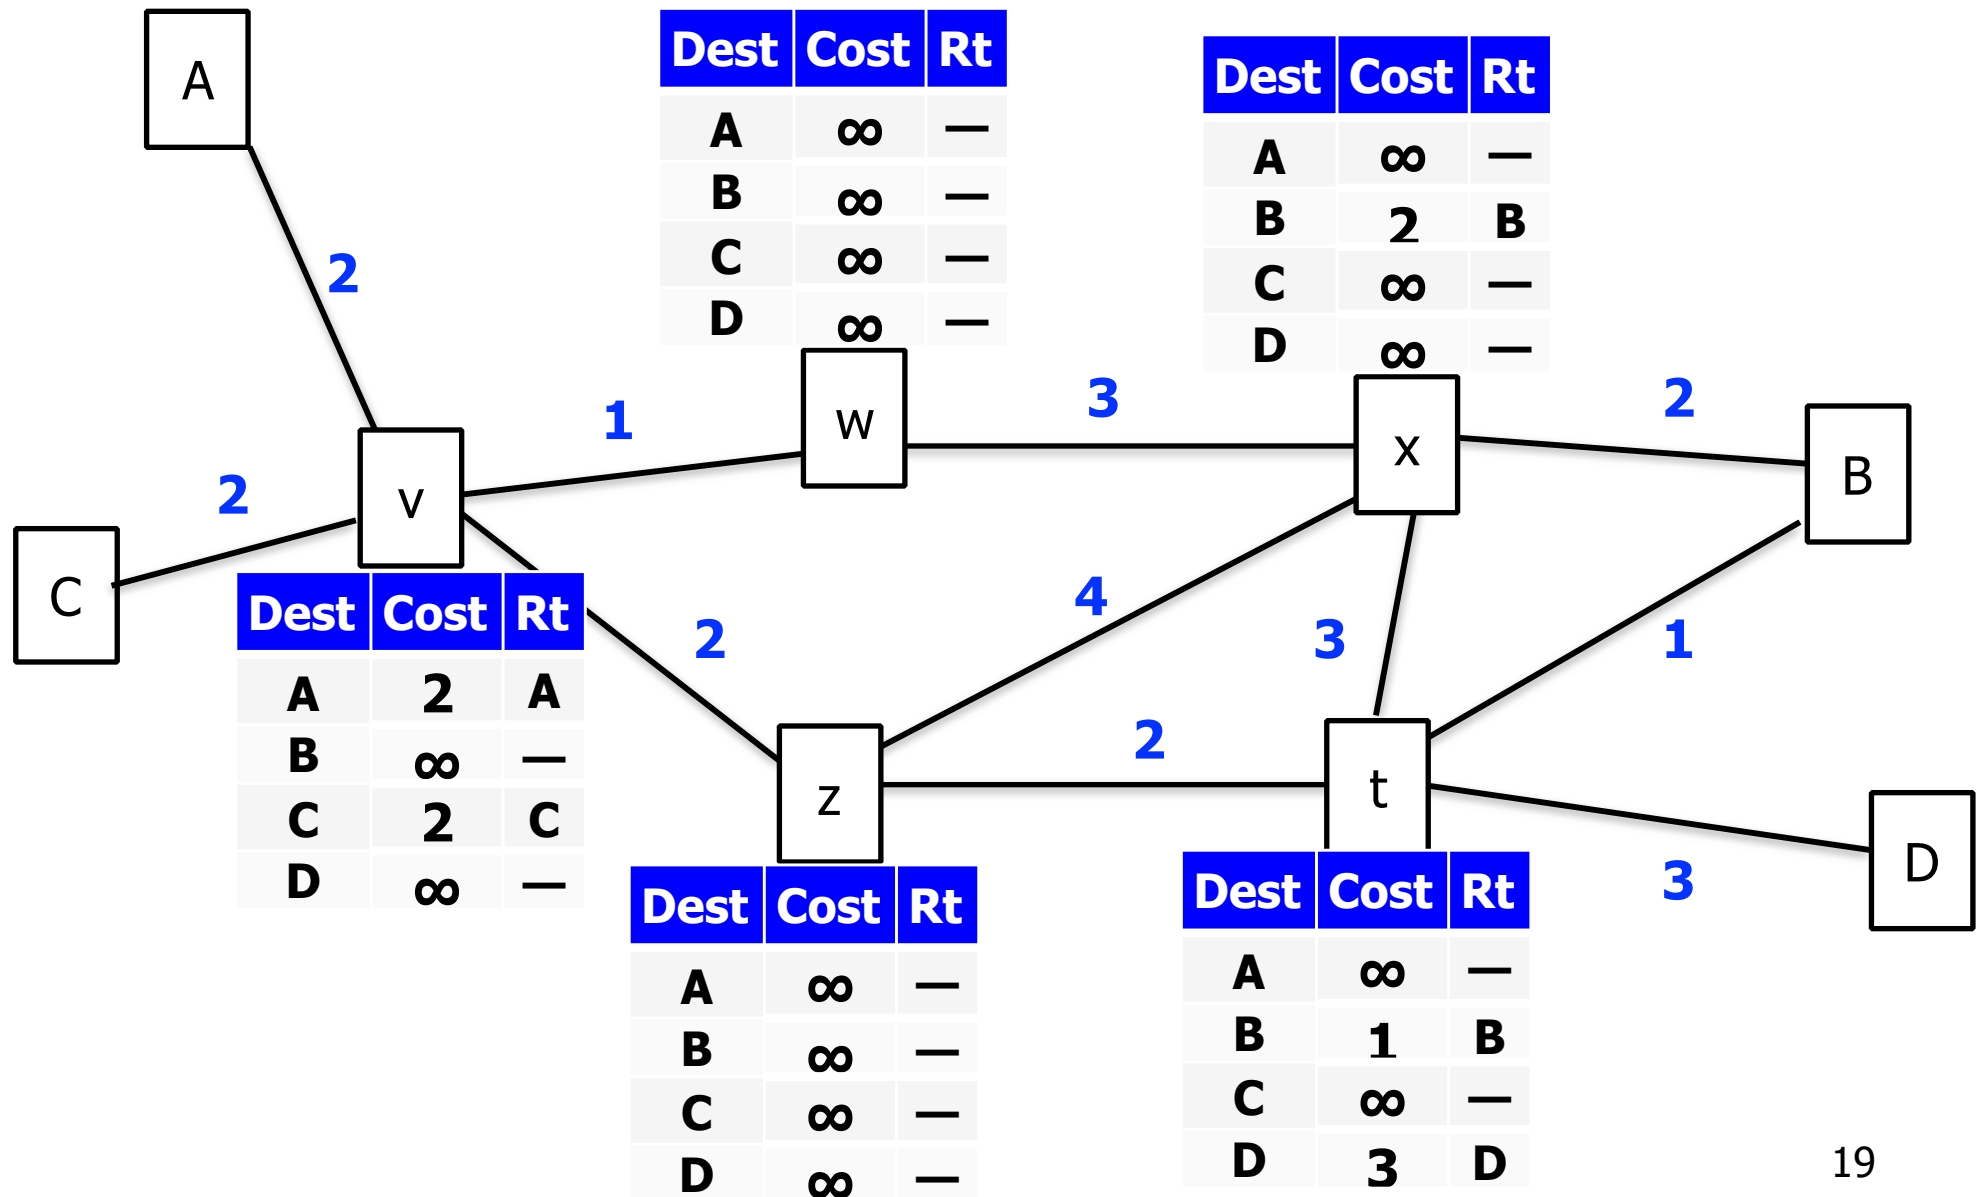 A
Dest Cost Rt
A ∞ —
B ∞ —
C ∞ —
D ∞ —
Dest Cost Rt
A ∞ —
B 2 B
C ∞ —
D ∞ —
2
1
w
3
x
2
B
2
v
C
Dest Cost Rt
A 2 A
B ∞ —
C 2 C
D ∞ —
2
4
3
1
z
2
t
3
D
Dest Cost Rt
A ∞ —
B ∞ —
C ∞ —
D ∞ —
Dest Cost Rt
A ∞ —
B 1 B
C ∞ —
D 3 D
19